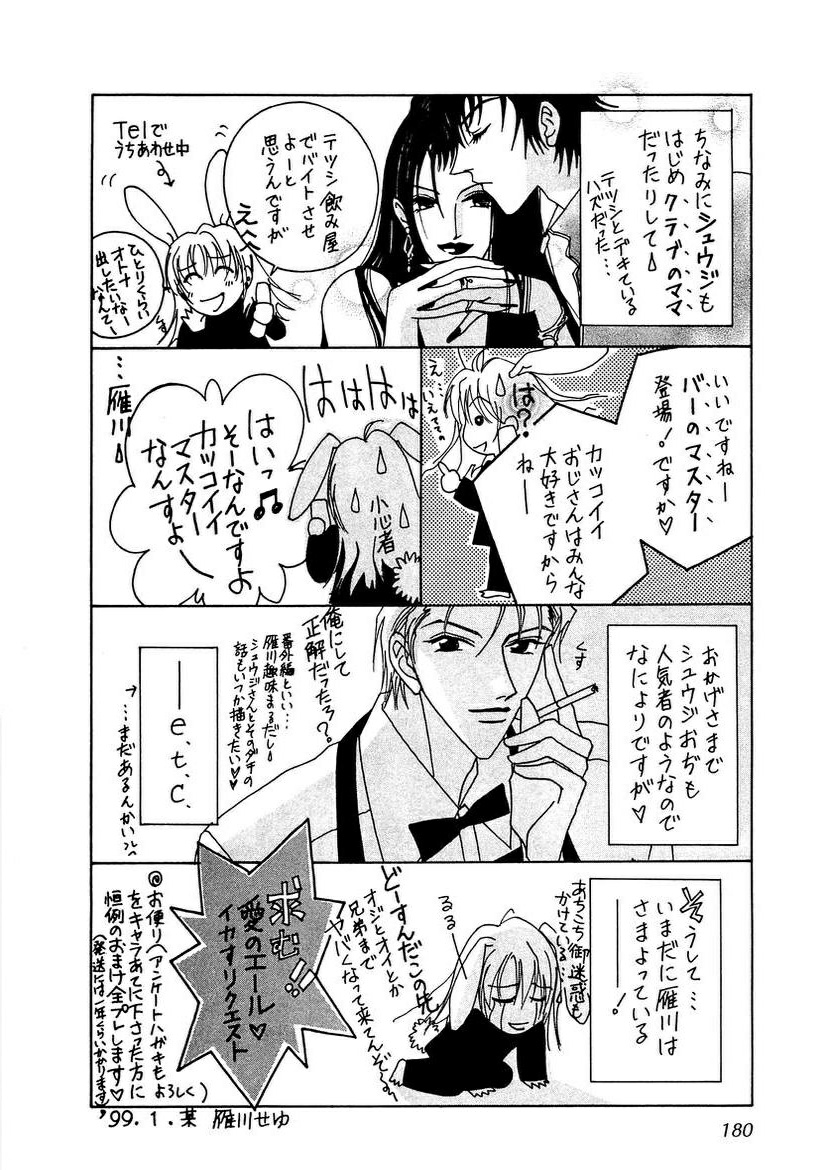 ちなみにシュウジも
はじめクラブのママ
だったりして
テツシとデキている
ハズだった…
テツシ飲み屋
でバイトさせ
よーと
思うんですが
え〜
Telで
うちあわせ中
ひとりくらい
オトナ
出したいなー
なんてー
いいですねー
バーのマスター
登場！ですか♡
カッコイイ
おじさんはみんな
大好きですから
ねー
は？
え…いえその
はははは
小心者
はいっ♪
そーなんですよ
カッコイイ
マスター
なんすよー
…雁川
おかげさまで
シュウジおぢも
人気者のようなので
なによりですが♡
くす
俺にして
正解だったろ？
番外編といい…
雁川趣味まるだし
シュウジさんとそのダチの
話もいつか描きたい♡♡
―e.t.c.
→…まだあるんかい
そうして…
いまだに雁川は
さまよっている
―！
あちこち御迷惑も
かけている…
るる
どーすんだこの先
オジとオイとか
兄弟まで
ヤバくなって来てんぞ〜
求む!!
愛のエール♡
イカすリクエスト
@お便り(アンケートハガキもよろしく)
をキャラあてに下さった方に
恒例のおまけ全プレします♡
(発送には一年くらいかかります)
'99.1.某 雁川せゆ
180